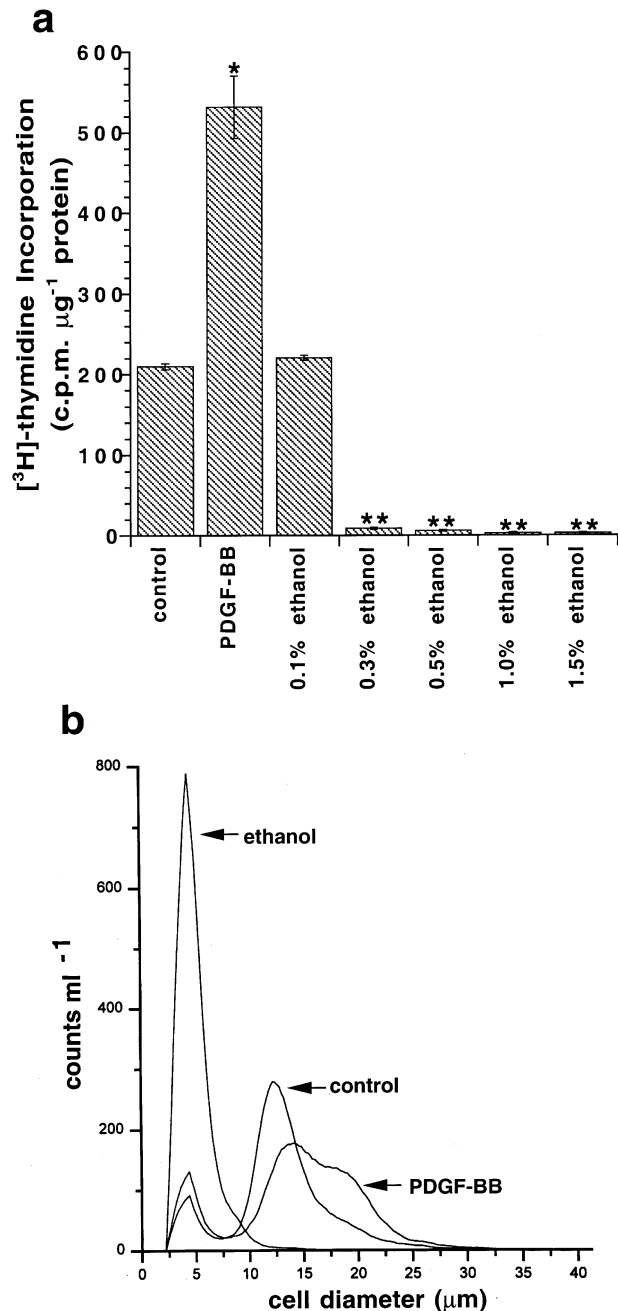 a
[³H]-thymidine Incorporation
(c.p.m. µg⁻¹ protein)
600
500
400
300
200
100
0
*
**
**
**
**
control
PDGF-BB
0.1% ethanol
0.3% ethanol
0.5% ethanol
1.0% ethanol
1.5% ethanol
b
counts ml ⁻¹
800
600
400
200
0
ethanol
control
PDGF-BB
0 5 10 15 20 25 30 35 40
cell diameter (µm)